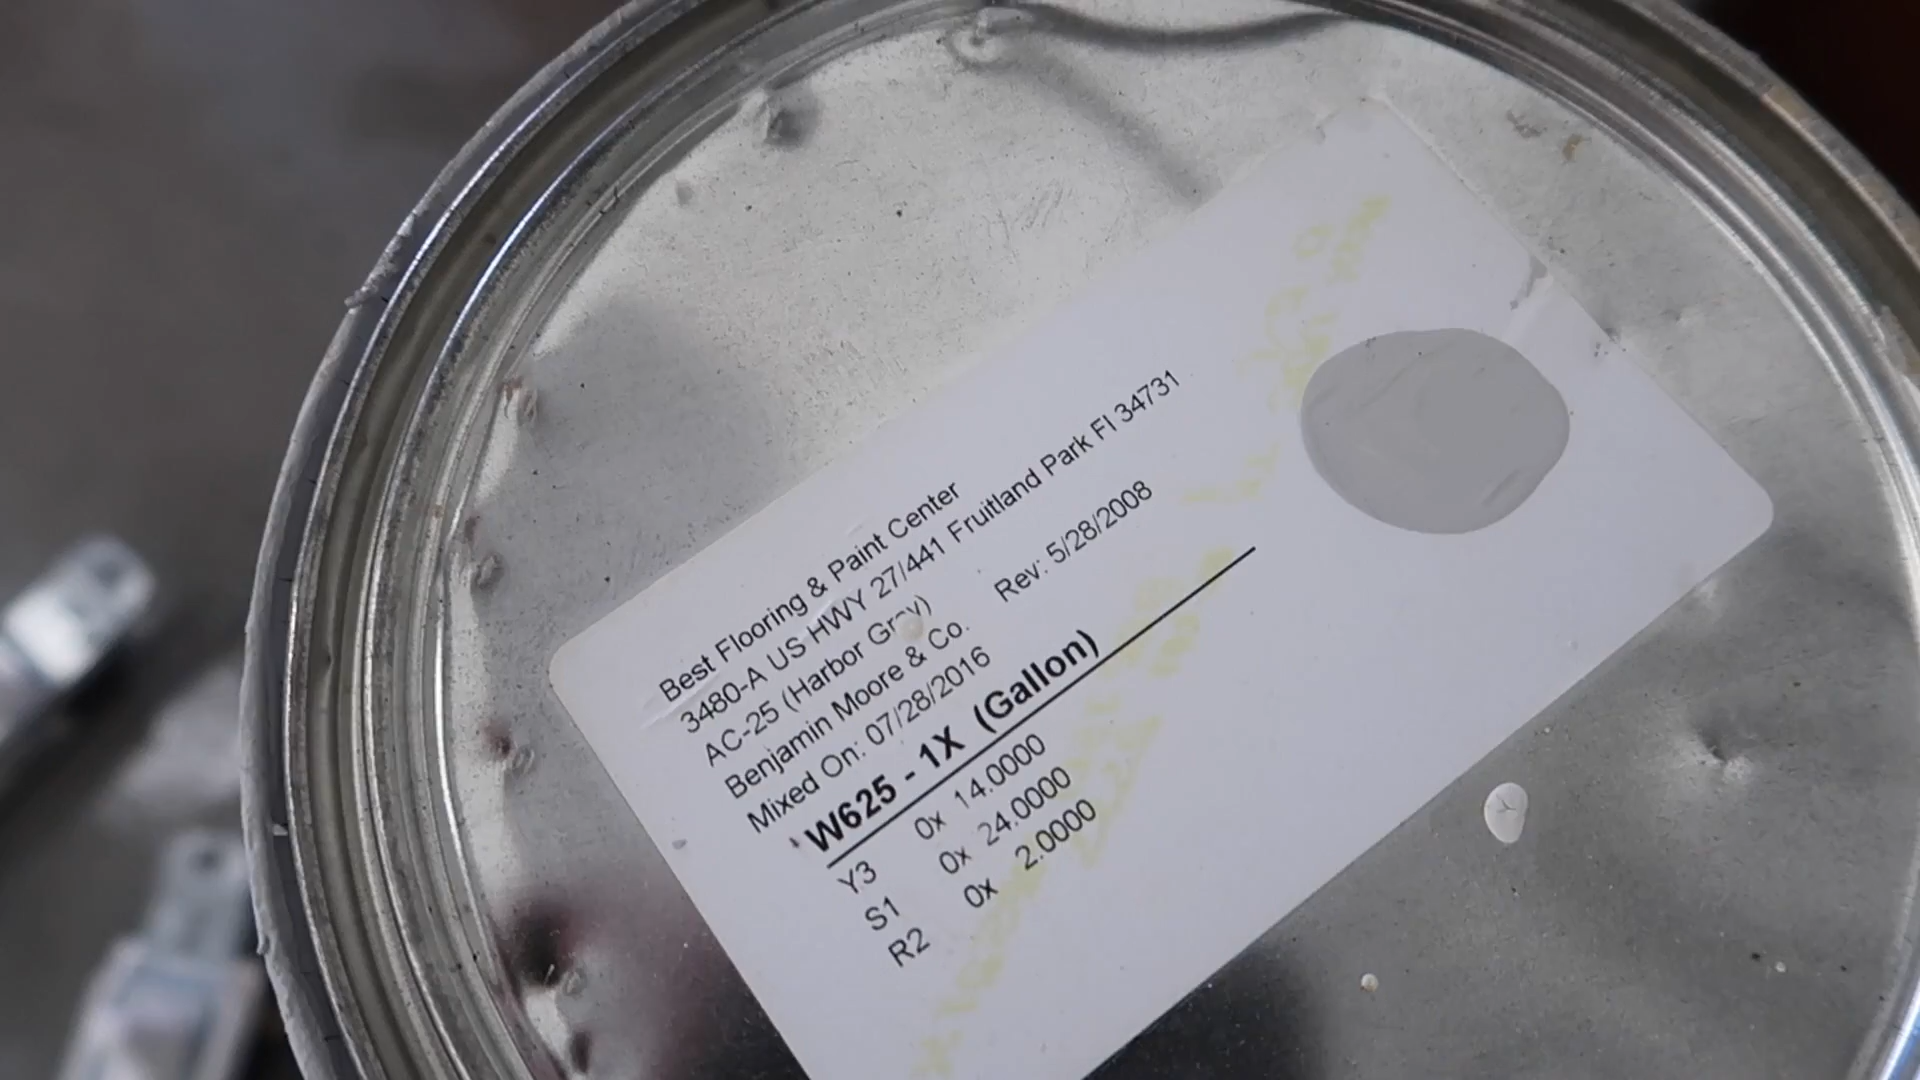 Best Flooring & Paint Center
3480-A US HWY 27/441 Fruitland Park Fl 34731
AC-25 (Harbor Gray)
Benjamin Moore & Co. Rev: 5/28/2008
Mixed On: 07/28/2016
W625 - 1X (Gallon)
Y3 0x 14.0000
S1 0x 24.0000
R2 0x 2.0000